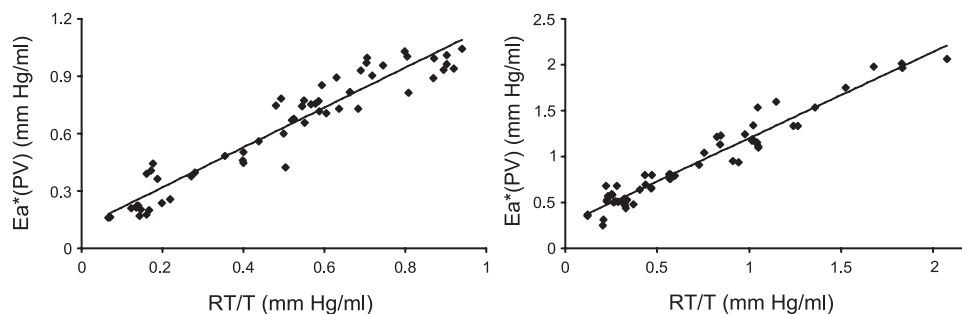 1.2
0.9
0.6
0.3
0
Ea*(PV) (mm Hg/ml)
0 0.2 0.4 0.6 0.8 1
RT/T (mm Hg/ml)
2.5
2
1.5
1
0.5
0
Ea*(PV) (mm Hg/ml)
0 0.5 1 1.5 2
RT/T (mm Hg/ml)